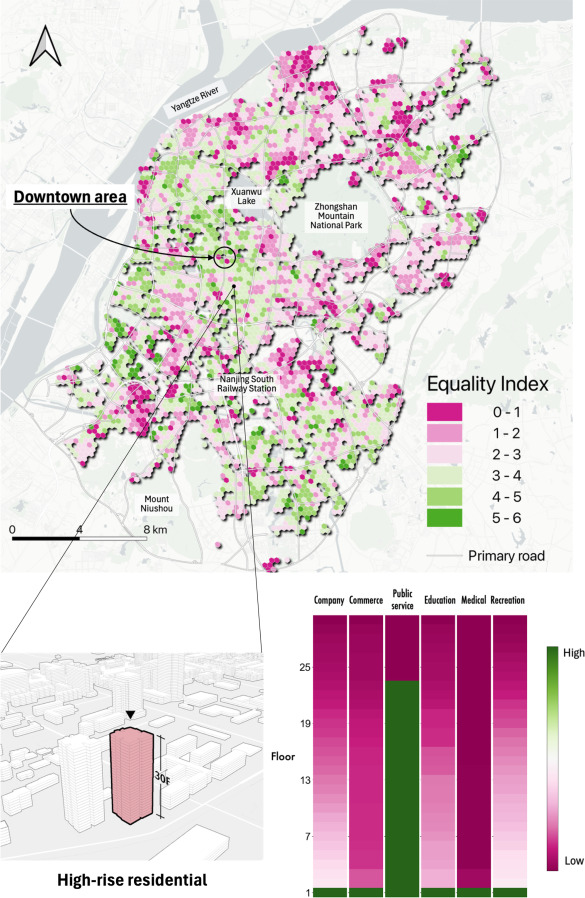 Yangtze River
Downtown area
Xuanwu
Lake
Zhongshan
Mountain
National Park
Nanjing South
Railway Station
Equality Index
0 - 1
1 - 2
2 - 3
3 - 4
4 - 5
5 - 6
Mount
Niushou
0 4 8 km
Primary road
Company Commerce Public service Education Medical Recreation
High
25
19
Floor
13
7
1
Low
30F
High-rise residential